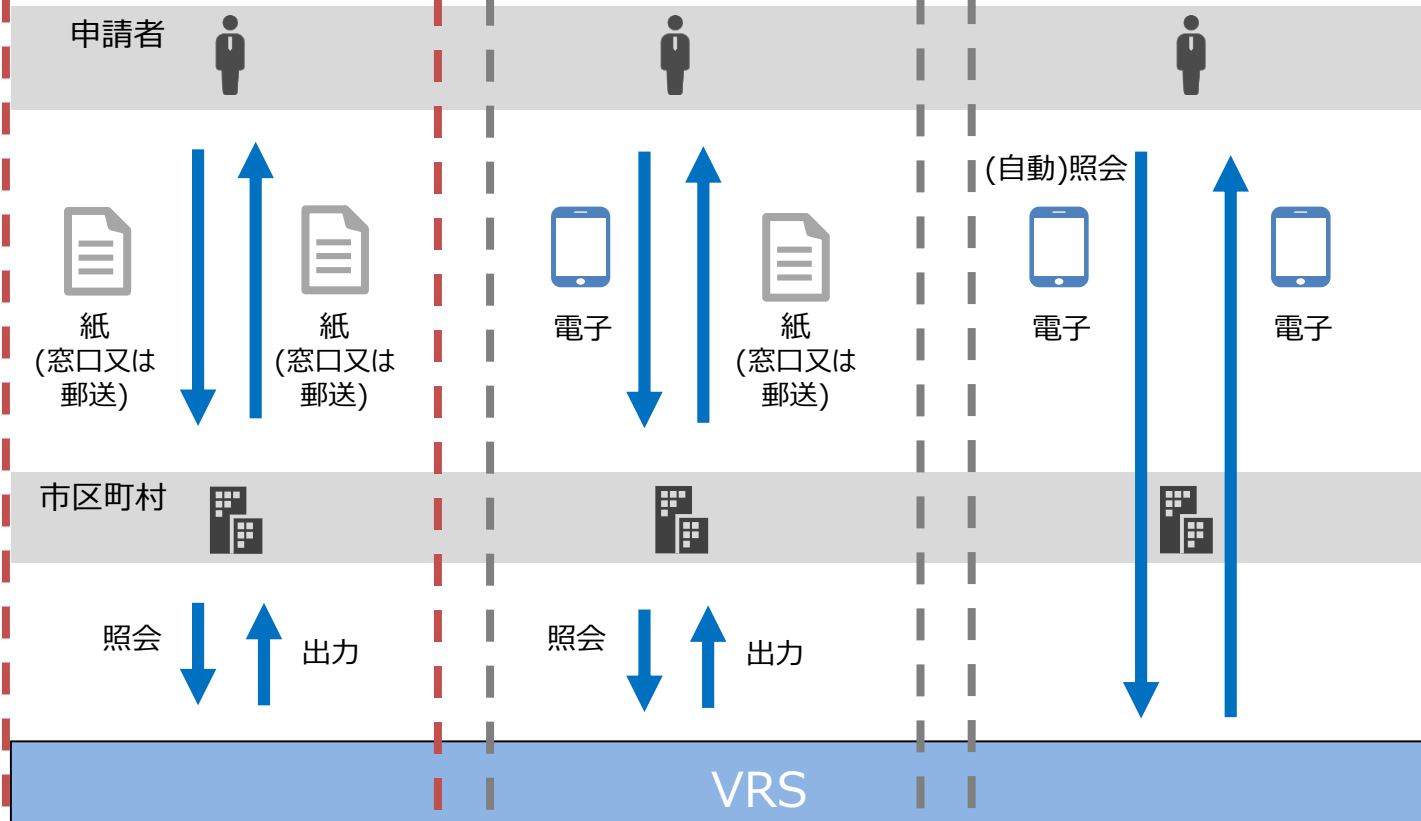 申請者
(自動)照会
紙
(窓口又は
郵送)
紙
(窓口又は
郵送)
電子
紙
(窓口又は
郵送)
電子
電子
市区町村
照会
出力
照会
出力
VRS